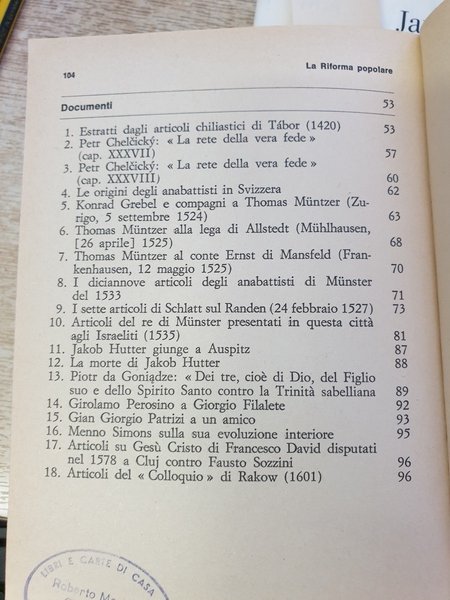 Ja
104 La Riforma popolare
Documenti 53
1. Estratti dagli articoli chiliastici di Tábor (1420) 53
2. Petr Chelčický: « La rete della vera fede »
(cap. XXXVII) 57
3. Petr Chelčický: « La rete della vera fede »
(cap. XXXVIII) 60
4. Le origini degli anabattisti in Svizzera 62
5. Konrad Grebel e compagni a Thomas Müntzer (Zu-
rigo, 5 settembre 1524) 63
6. Thomas Müntzer alla lega di Allstedt (Mühlhausen,
[26 aprile] 1525) 68
7. Thomas Müntzer al conte Ernst di Mansfeld (Fran-
kenhausen, 12 maggio 1525) 70
8. I diciannove articoli degli anabattisti di Münster
del 1533 71
9. I sette articoli di Schlatt sul Randen (24 febbraio 1527) 73
10. Articoli del re di Münster presentati in questa città
agli Israeliti (1535) 81
11. Jakob Hutter giunge a Auspitz 87
12. La morte di Jakob Hutter 88
13. Piotr da Goniądze: « Dei tre, cioè di Dio, del Figlio
suo e dello Spirito Santo contro la Trinità sabelliana 89
14. Girolamo Perosino a Giorgio Filalete 92
15. Gian Giorgio Patrizi a un amico 93
16. Menno Simons sulla sua evoluzione interiore 95
17. Articoli su Gesù Cristo di Francesco David disputati
nel 1578 a Cluj contro Fausto Sozzini 96
18. Articoli del « Colloquio » di Rakow (1601) 96
LIBRI E CARTE DI CASA
Roberto